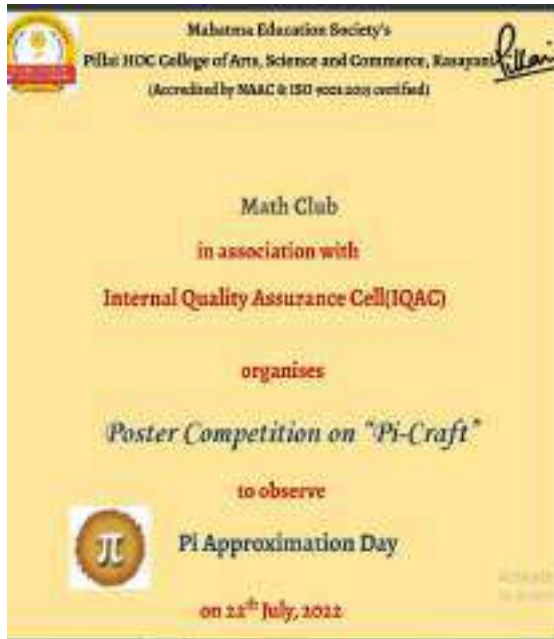 Mahatma Education Society's
Pillai HOC College of Arts, Science and Commerce, Rasayani
Pillai
(Accredited by NAAC & ISO 9001:2015 certified)
Math Club
in association with
Internal Quality Assurance Cell(IQAC)
organises
Poster Competition on "Pi-Craft"
to observe
π
Pi Approximation Day
on 22th July, 2022